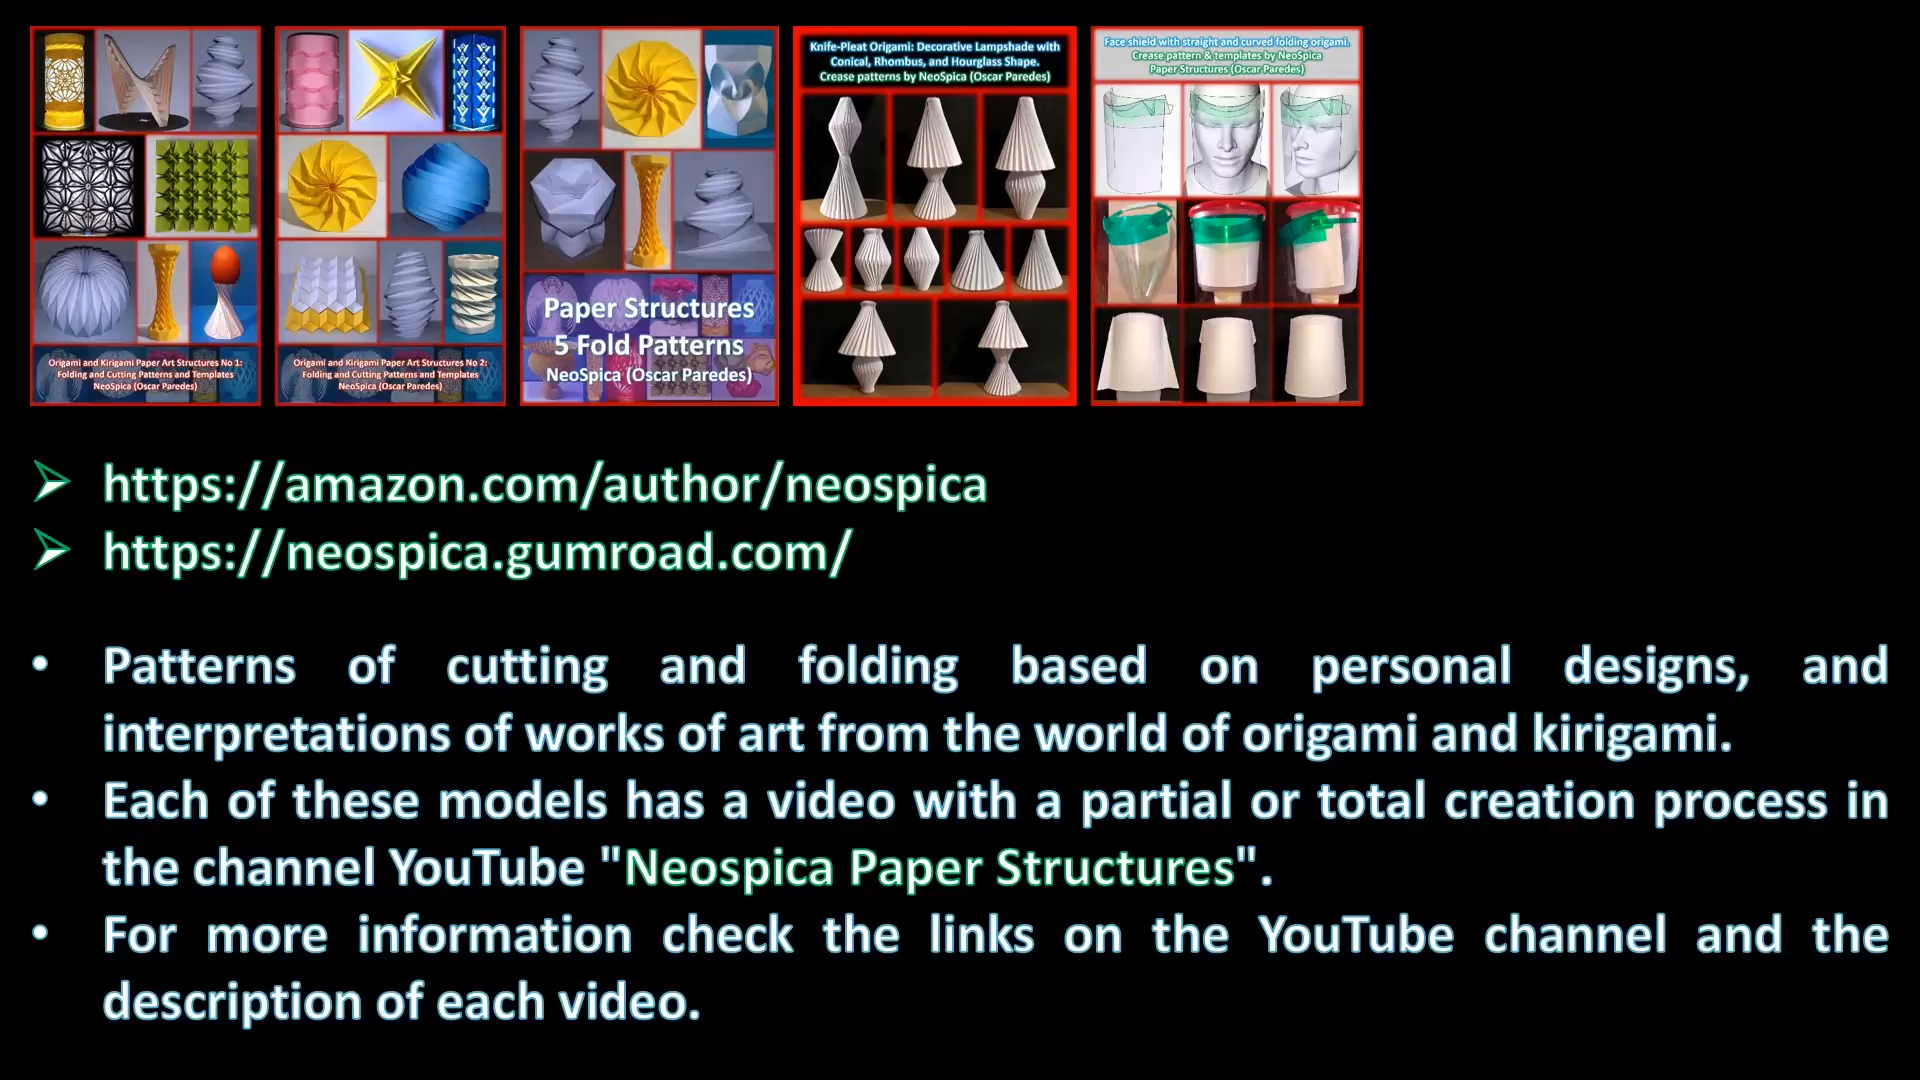 Origami and Kirigami Paper Art Structures No 1:
Folding and Cutting Patterns and Templates
NeoSpica (Oscar Paredes)
Origami and Kirigami Paper Art Structures No 2:
Folding and Cutting Patterns and Templates
NeoSpica (Oscar Paredes)
Paper Structures
5 Fold Patterns
NeoSpica (Oscar Paredes)
Knife-Pleat Origami: Decorative Lampshade with
Conical, Rhombus, and Hourglass Shape.
Crease patterns by NeoSpica (Oscar Paredes)
Face shield with straight and curved folding origami.
Crease pattern & templates by NeoSpica
Paper Structures (Oscar Paredes)
➢ https://amazon.com/author/neospica
➢ https://neospica.gumroad.com/
• Patterns of cutting and folding based on personal designs, and
interpretations of works of art from the world of origami and kirigami.
• Each of these models has a video with a partial or total creation process in
the channel YouTube "Neospica Paper Structures".
• For more information check the links on the YouTube channel and the
description of each video.